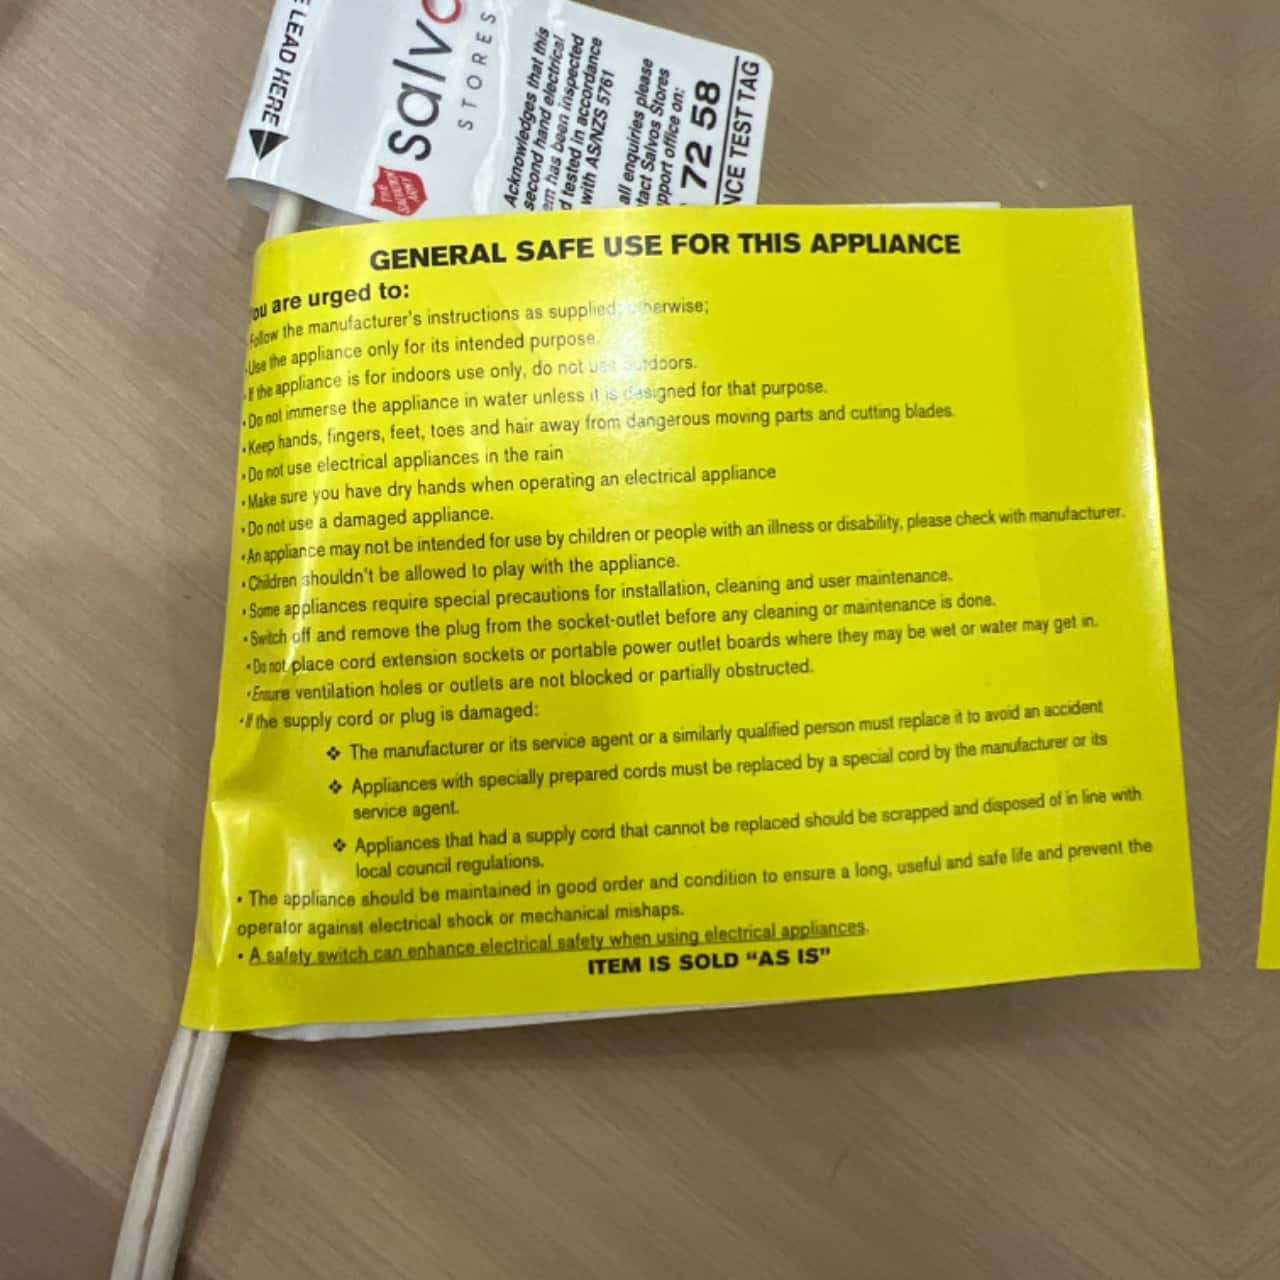 LEAD HERE
salvo
STORES
THE
SALVATION
ARMY
Acknowledges that this
second hand electrical
em has been inspected
d tested in accordance
with AS/NZS 5761
all enquiries please
tact Salvos Stores
pport office on:
72 58
NCE TEST TAG
GENERAL SAFE USE FOR THIS APPLIANCE
You are urged to:
Follow the manufacturer's instructions as supplied, otherwise;
•Use the appliance only for its intended purpose.
•If the appliance is for indoors use only, do not use outdoors.
•Do not immerse the appliance in water unless it is designed for that purpose.
•Keep hands, fingers, feet, toes and hair away from dangerous moving parts and cutting blades.
•Do not use electrical appliances in the rain
•Make sure you have dry hands when operating an electrical appliance
•Do not use a damaged appliance.
•An appliance may not be intended for use by children or people with an illness or disability, please check with manufacturer.
•Children shouldn't be allowed to play with the appliance.
•Some appliances require special precautions for installation, cleaning and user maintenance.
•Switch off and remove the plug from the socket-outlet before any cleaning or maintenance is done.
•Do not place cord extension sockets or portable power outlet boards where they may be wet or water may get in.
•Ensure ventilation holes or outlets are not blocked or partially obstructed.
•If the supply cord or plug is damaged:
❖ The manufacturer or its service agent or a similarly qualified person must replace it to avoid an accident
❖ Appliances with specially prepared cords must be replaced by a special cord by the manufacturer or its
service agent.
❖ Appliances that had a supply cord that cannot be replaced should be scrapped and disposed of in line with
local council regulations.
• The appliance should be maintained in good order and condition to ensure a long, useful and safe life and prevent the
operator against electrical shock or mechanical mishaps.
• A safety switch can enhance electrical safety when using electrical appliances.
ITEM IS SOLD "AS IS"